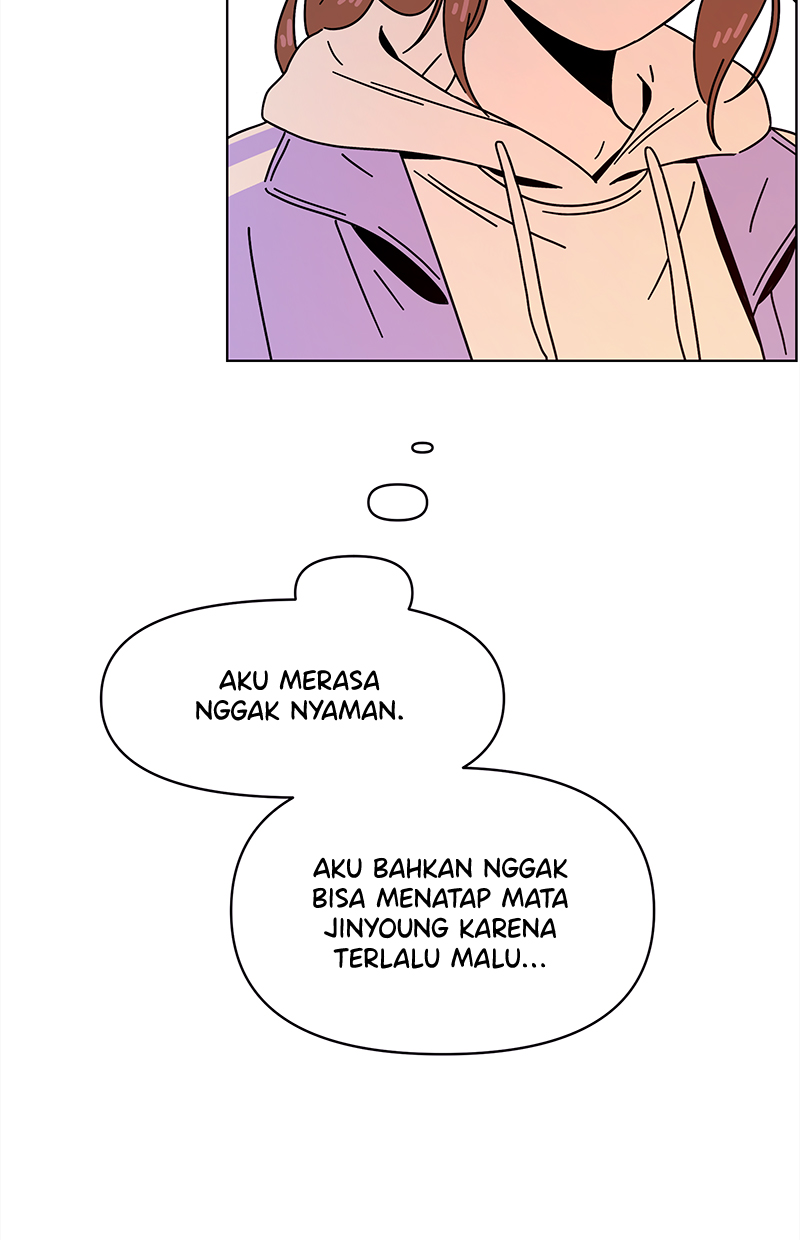 AKU MERASA
NGGAK NYAMAN.
AKU BAHKAN NGGAK
BISA MENATAP MATA
JINYOUNG KARENA
TERLALU MALU...